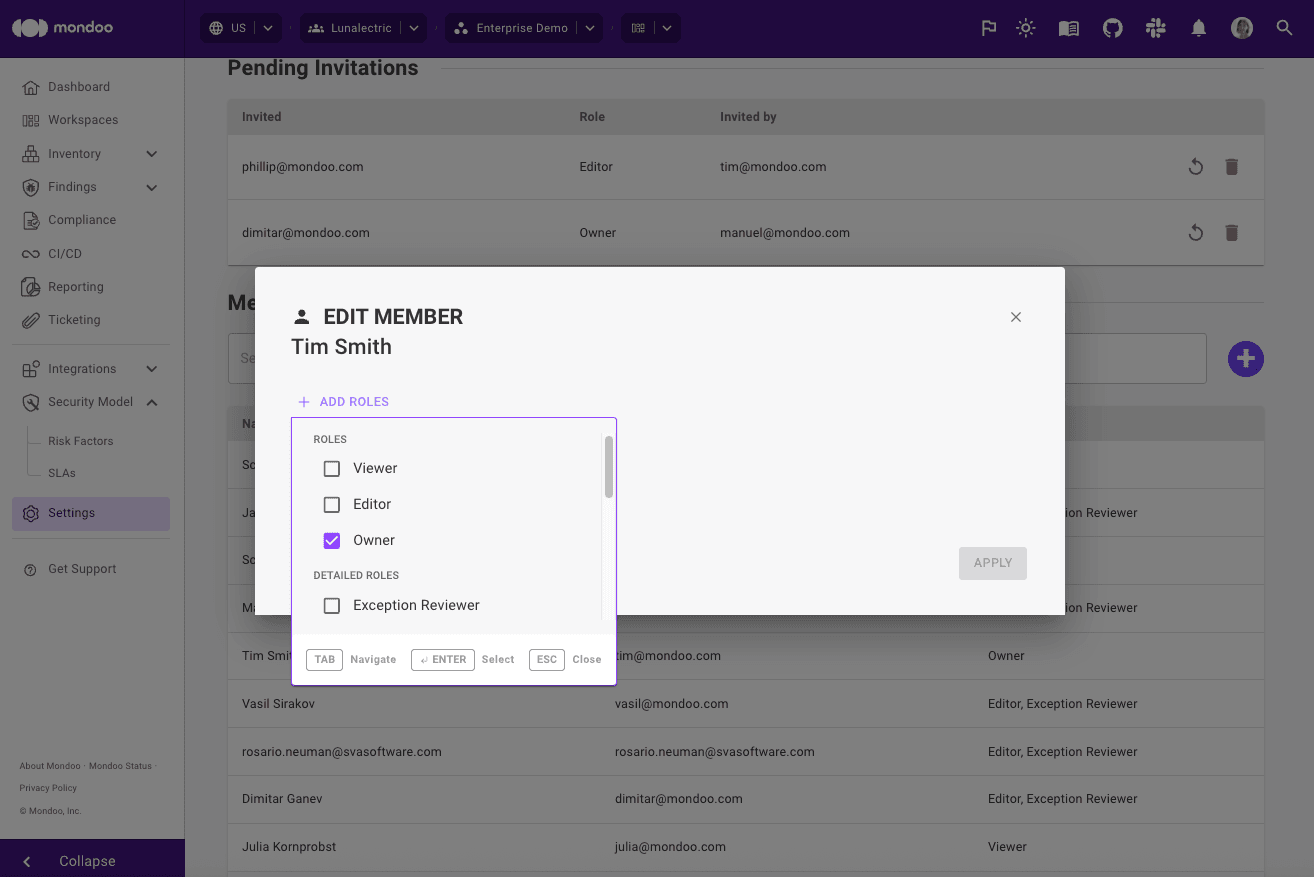 mondoo
US
Lunalectric
Enterprise Demo
Dashboard
Workspaces
Inventory
Findings
Compliance
CI/CD
Reporting
Ticketing
Integrations
Security Model
Risk Factors
SLAs
Settings
Get Support
About Mondoo · Mondoo Status ·
Privacy Policy
© Mondoo, Inc.
Collapse
Pending Invitations
Invited Role Invited by
phillip@mondoo.com Editor tim@mondoo.com
dimitar@mondoo.com Owner manuel@mondoo.com
Me
Se
Na
Sc
Ja
on Reviewer
Sc
Ma
on Reviewer
EDIT MEMBER
Tim Smith
ADD ROLES
ROLES
Viewer
Editor
Owner
DETAILED ROLES
Exception Reviewer
TAB Navigate ENTER Select ESC Close
APPLY
Tim Smit tim@mondoo.com Owner
Vasil Sirakov vasil@mondoo.com Editor, Exception Reviewer
rosario.neuman@svasoftware.com rosario.neuman@svasoftware.com Editor, Exception Reviewer
Dimitar Ganev dimitar@mondoo.com Editor, Exception Reviewer
Julia Kornprobst julia@mondoo.com Viewer